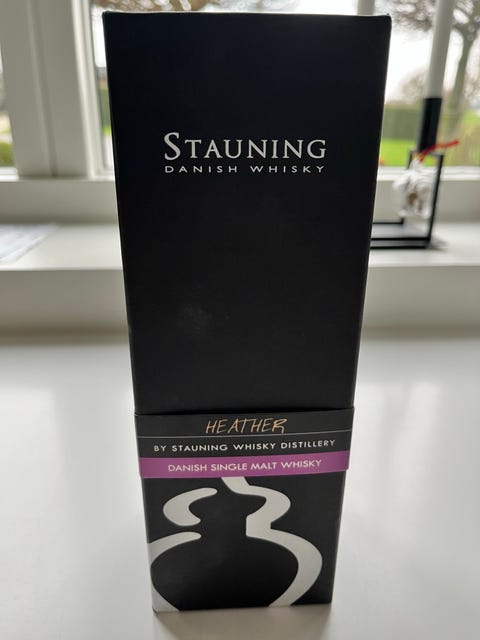 STAUNING
DANISH WHISKY
HEATHER
BY STAUNING WHISKY DISTILLERY
DANISH SINGLE MALT WHISKY